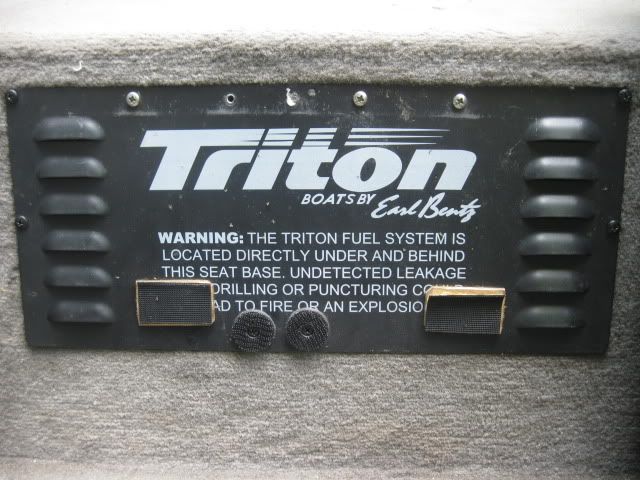 Triton
BOATS BY Earl Bentz
WARNING: THE TRITON FUEL SYSTEM IS
LOCATED DIRECTLY UNDER AND BEHIND
THIS SEAT BASE. UNDETECTED LEAKAGE
DRILLING OR PUNCTURING
TO FIRE OR AN